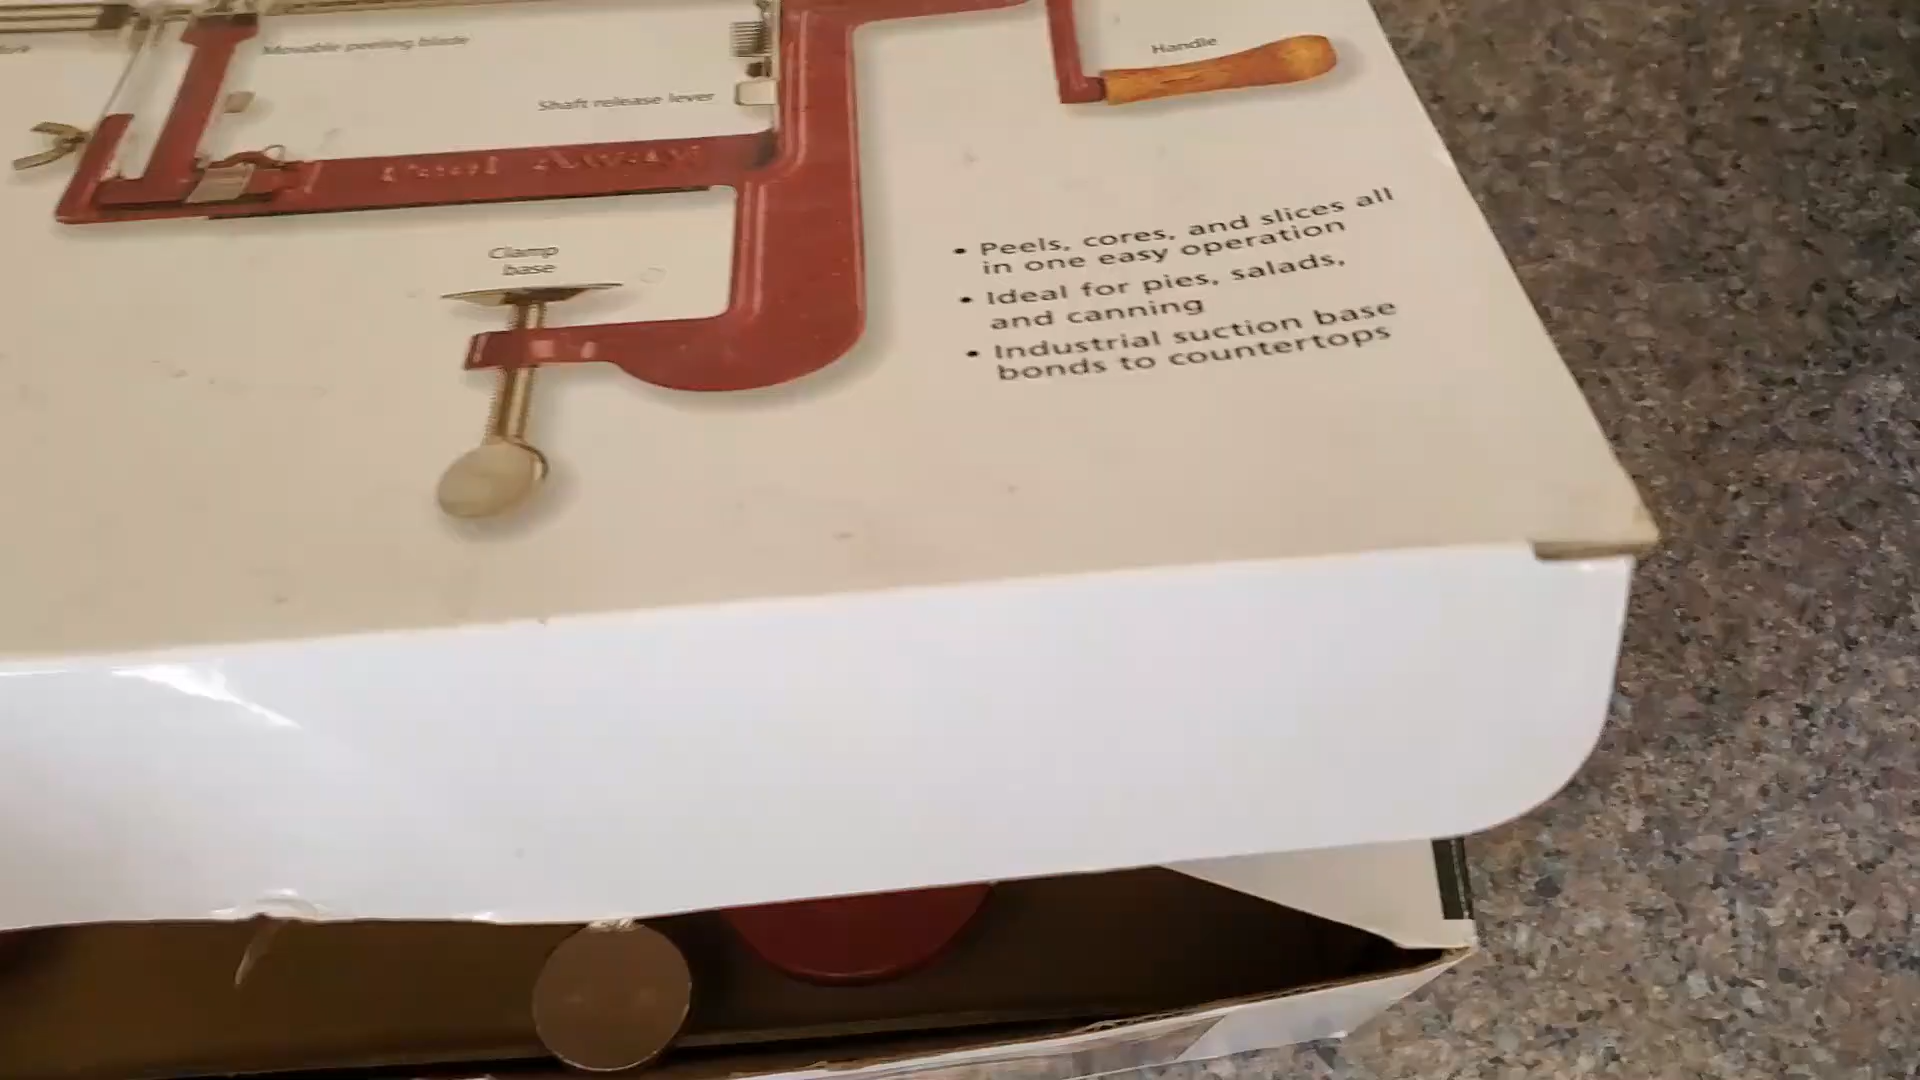 Movable peeling blade
Handle
Shaft release lever
Peel Away
Clamp
base
• Peels, cores, and slices all
in one easy operation
• Ideal for pies, salads,
and canning
• Industrial suction base
bonds to countertops